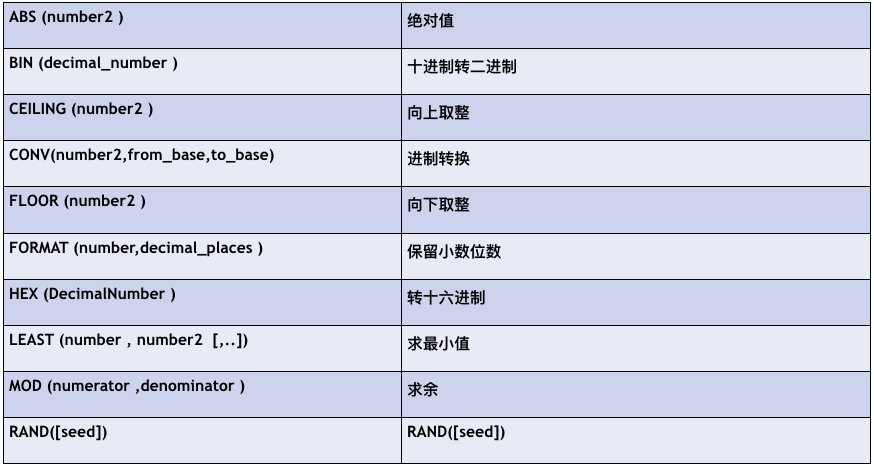 ABS (number2 ) 绝对值
BIN (decimal_number ) 十进制转二进制
CEILING (number2 ) 向上取整
CONV(number2,from_base,to_base) 进制转换
FLOOR (number2 ) 向下取整
FORMAT (number,decimal_places ) 保留小数位数
HEX (DecimalNumber ) 转十六进制
LEAST (number , number2  [,..]) 求最小值
MOD (numerator ,denominator ) 求余
RAND([seed]) RAND([seed])